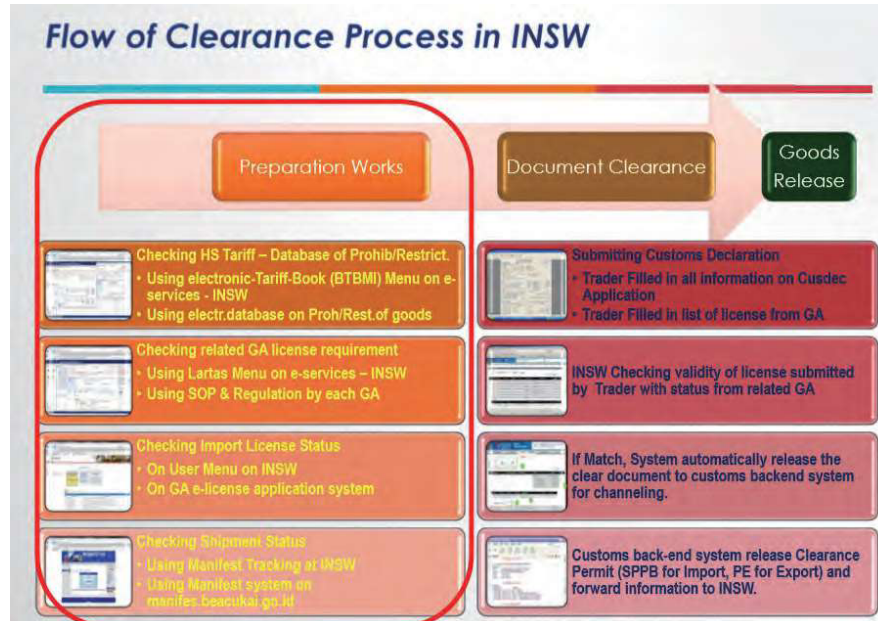 Flow of Clearance Process in INSW
Preparation Works
Document Clearance
Goods
Release
Checking HS Tariff – Database of Prohib/Restrict.
• Using electronic-Tariff-Book (BTBMI) Menu on e-
services - INSW
• Using electr.database on Proh/Rest.of goods
Checking related GA license requirement
• Using Lartas Menu on e-services – INSW
• Using SOP & Regulation by each GA
Checking Import License Status
• On User Menu on INSW
• On GA e-license application system
Checking Shipment Status
• Using Manifest Tracking at INSW
• Using Manifest system on
manifes.beacukai.go.id
Submitting Customs Declaration
• Trader Filled in all information on Cusdec
Application
• Trader Filled in list of license from GA
INSW Checking validity of license submitted
by Trader with status from related GA
If Match, System automatically release the
clear document to customs backend system
for channeling.
Customs back-end system release Clearance
Permit (SPPB for Import, PE for Export) and
forward information to INSW.